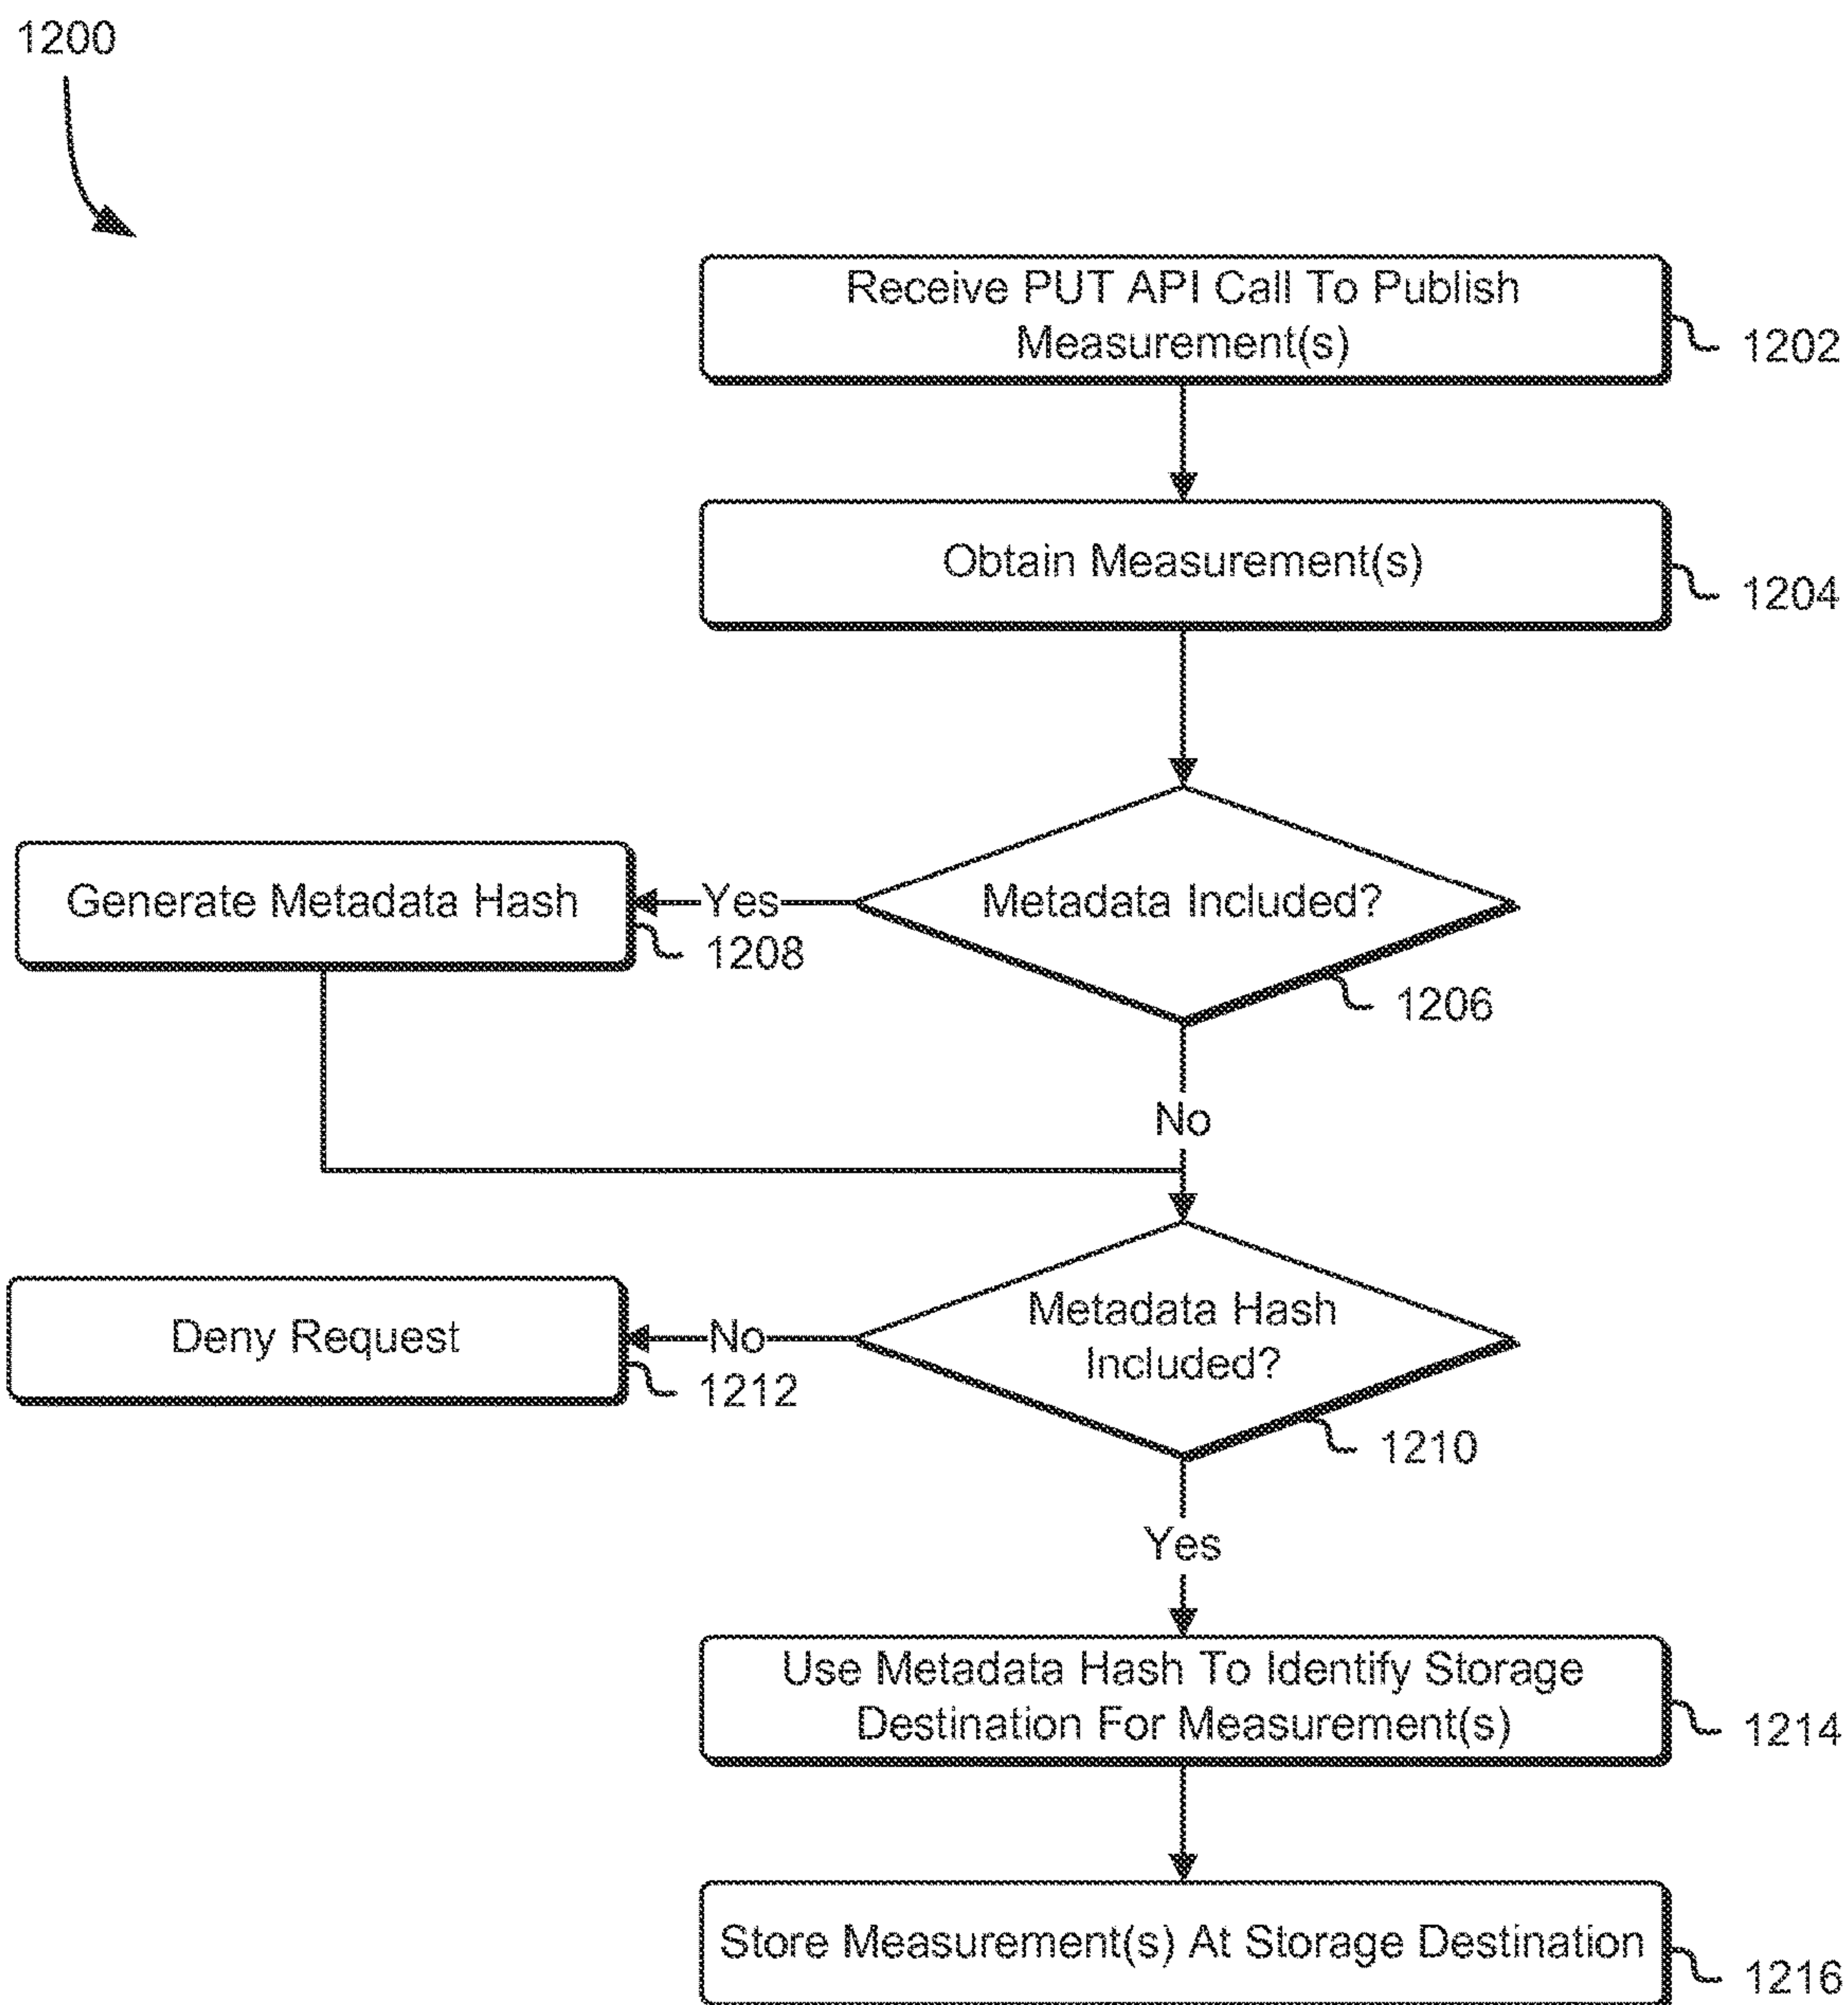 1200
Receive PUT API Call To Publish
Measurement(s)
1202
Obtain Measurement(s)
1204
Metadata Included?
1206
Yes
Generate Metadata Hash
1208
No
Metadata Hash
Included?
1210
No
Deny Request
1212
Yes
Use Metadata Hash To Identify Storage
Destination For Measurement(s)
1214
Store Measurement(s) At Storage Destination
1216